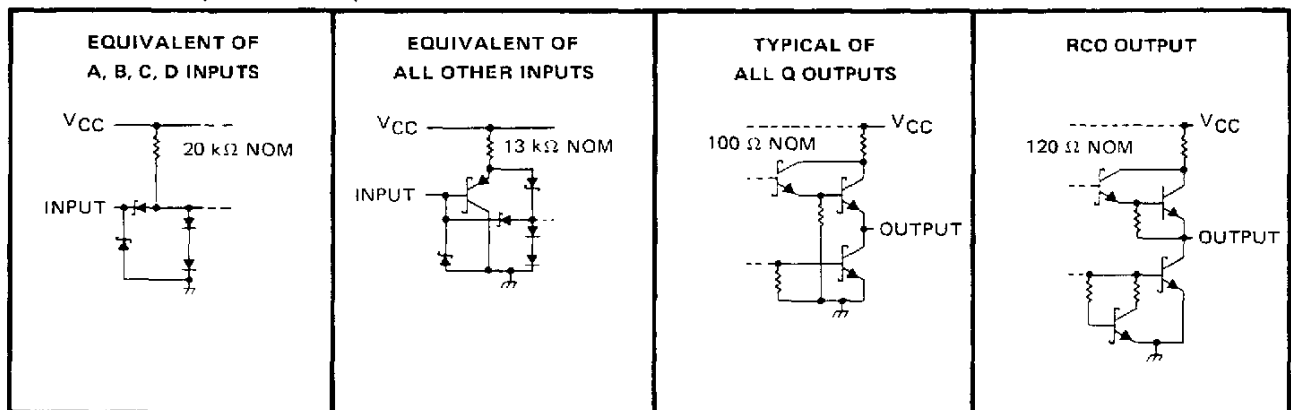 EQUIVALENT OF
A, B, C, D INPUTS
VCC
20 kΩ NOM
INPUT
EQUIVALENT OF
ALL OTHER INPUTS
VCC
13 kΩ NOM
INPUT
TYPICAL OF
ALL Q OUTPUTS
VCC
100 Ω NOM
OUTPUT
RCO OUTPUT
VCC
120 Ω NOM
OUTPUT